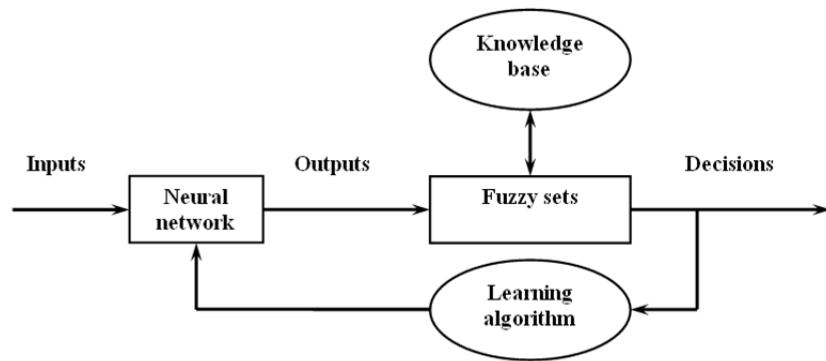 Knowledge
base
Inputs
Outputs
Decisions
Neural
network
Fuzzy sets
Learning
algorithm